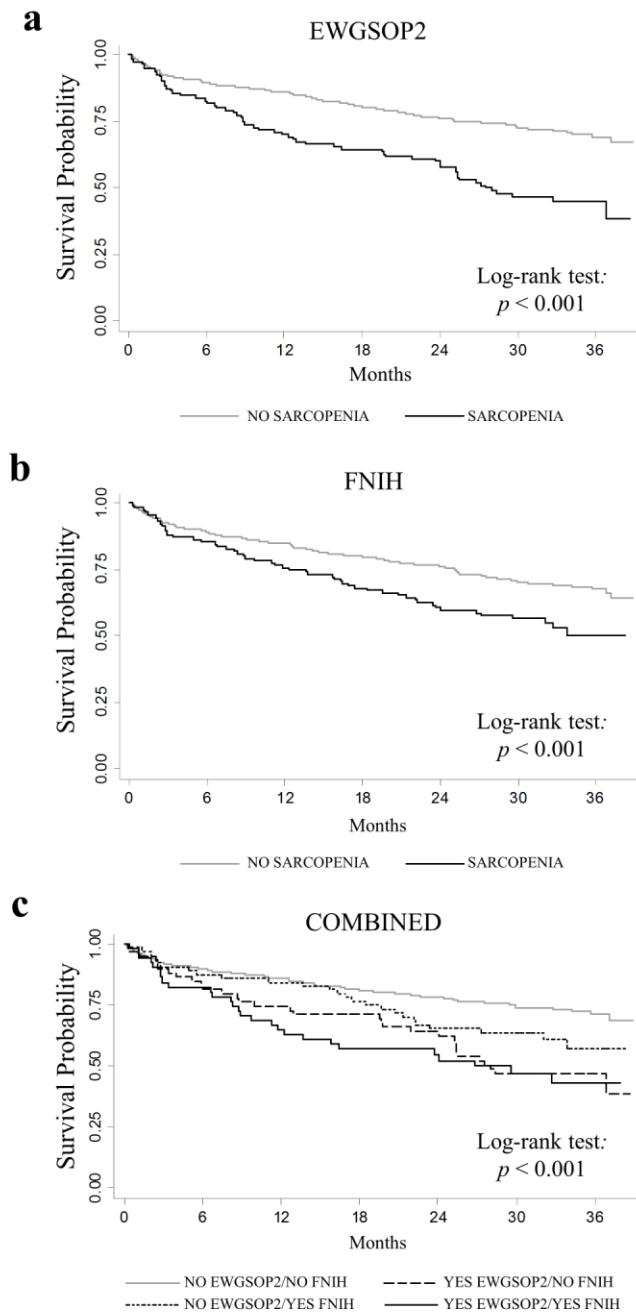 a
EWGSOP2
Survival Probability
1.00
0.75
0.50
0.25
0.00
0 6 12 18 24 30 36
Months
Log-rank test:
p < 0.001
NO SARCOPENIA SARCOPENIA
b
FNIH
Survival Probability
1.00
0.75
0.50
0.25
0.00
0 6 12 18 24 30 36
Months
Log-rank test:
p < 0.001
NO SARCOPENIA SARCOPENIA
c
COMBINED
Survival Probability
1.00
0.75
0.50
0.25
0.00
0 6 12 18 24 30 36
Months
Log-rank test:
p < 0.001
NO EWGSOP2/NO FNIH YES EWGSOP2/NO FNIH
NO EWGSOP2/YES FNIH YES EWGSOP2/YES FNIH